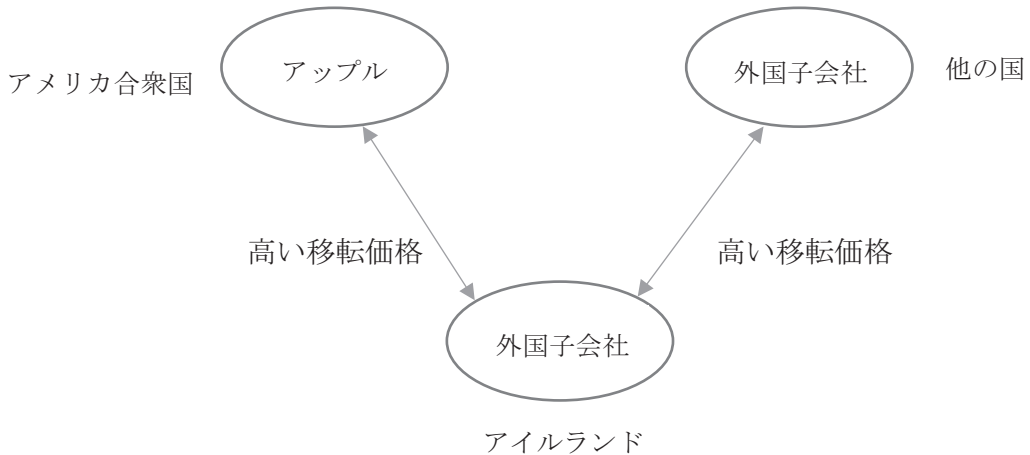 アメリカ合衆国
アップル
外国子会社
他の国
高い移転価格
高い移転価格
外国子会社
アイルランド